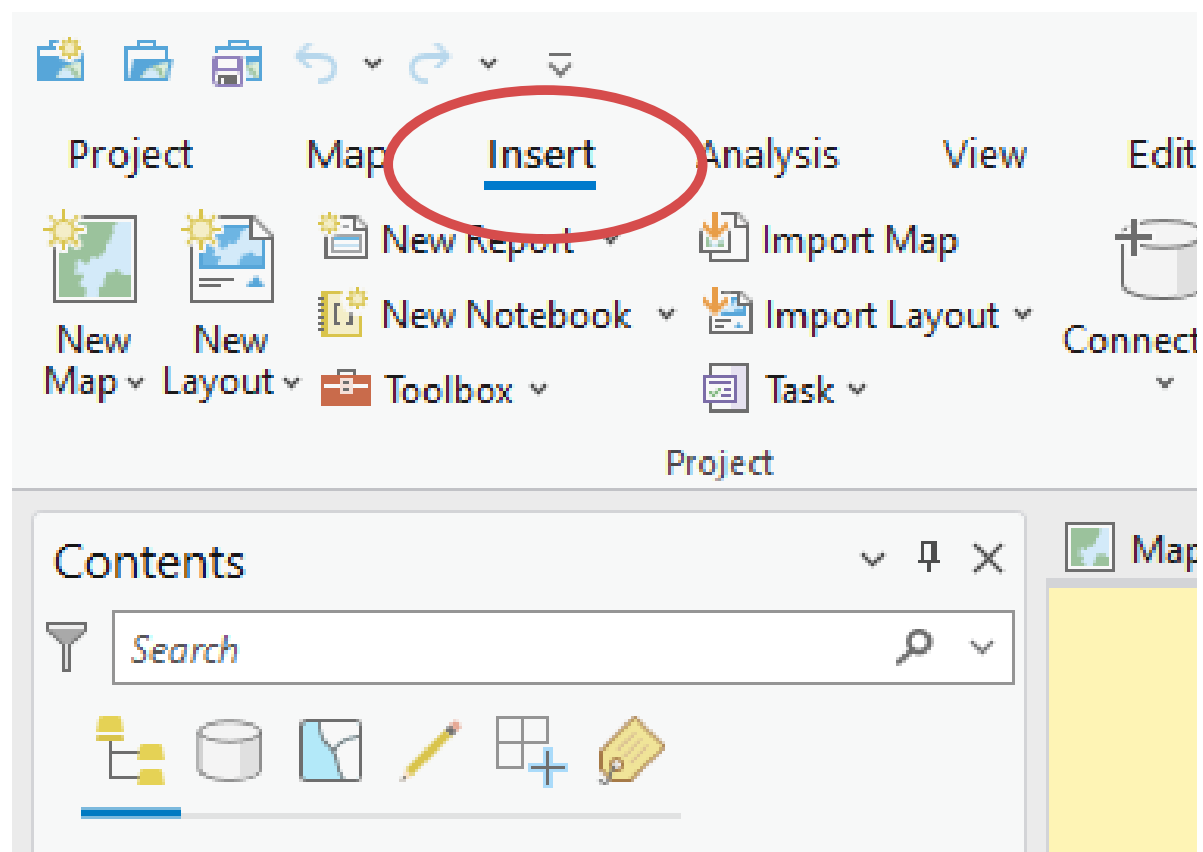 Project Map Insert Analysis View Edit
New Map
New Layout
New Report
New Notebook
Toolbox
Import Map
Import Layout
Task
Connect
Project
Contents
Map
Search